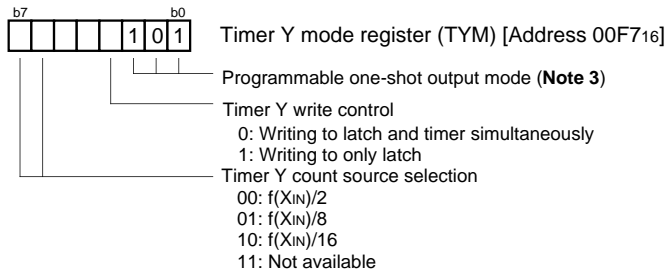 b7 b0
1 0 1 Timer Y mode register (TYM) [Address 00F716]
Programmable one-shot output mode (Note 3)
Timer Y write control
0: Writing to latch and timer simultaneously
1: Writing to only latch
Timer Y count source selection
00: f(XIN)/2
01: f(XIN)/8
10: f(XIN)/16
11: Not available